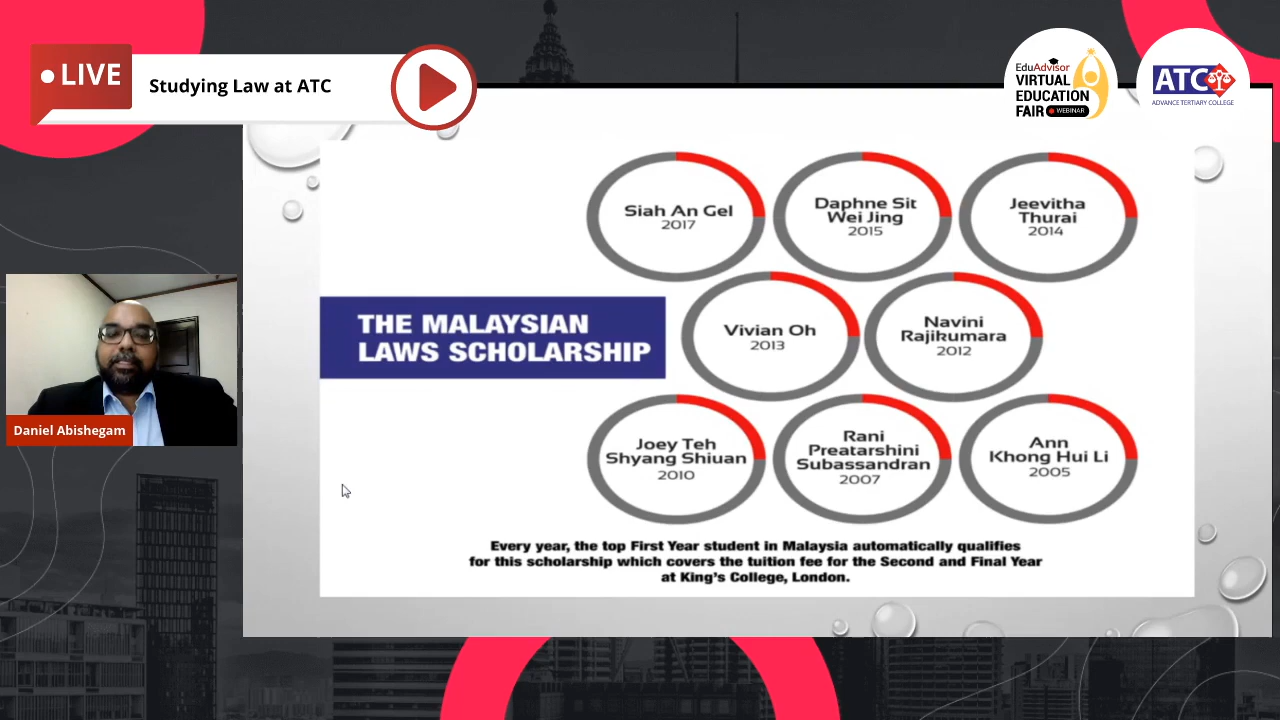 LIVE
Studying Law at ATC
EduAdvisor
VIRTUAL
EDUCATION
FAIR
WEBINAR
ATC
ADVANCE TERTIARY COLLEGE
Siah An Gel
2017
Daphne Sit
Wei Jing
2015
Jeevitha
Thurai
2014
THE MALAYSIAN
LAWS SCHOLARSHIP
Vivian Oh
2013
Navini
Rajikumara
2012
Daniel Abishegam
Joey Teh
Shyang Shiuan
2010
Rani
Preatarshini
Subassandran
2007
Ann
Khong Hui Li
2005
Every year, the top First Year student in Malaysia automatically qualifies
for this scholarship which covers the tuition fee for the Second and Final Year
at King's College, London.